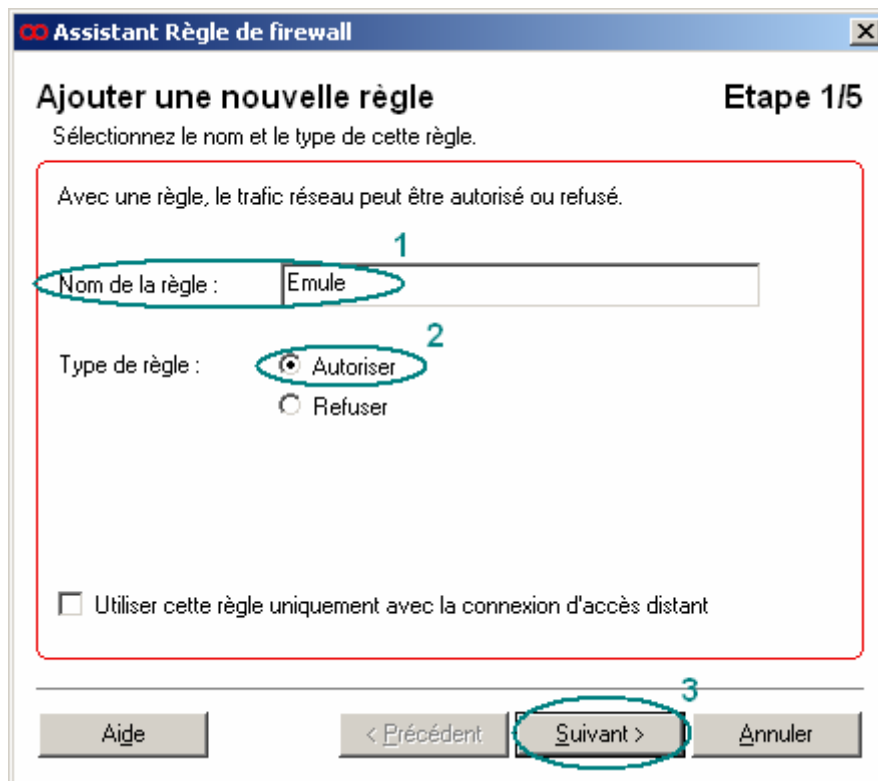 Assistant Règle de firewall
Ajouter une nouvelle règle Etape 1/5
Sélectionnez le nom et le type de cette règle.
Avec une règle, le trafic réseau peut être autorisé ou refusé.
1
Nom de la règle : Emule
2
Type de règle : Autoriser
Refuser
Utiliser cette règle uniquement avec la connexion d'accès distant
3
Aide < Précédent Suivant > Annuler